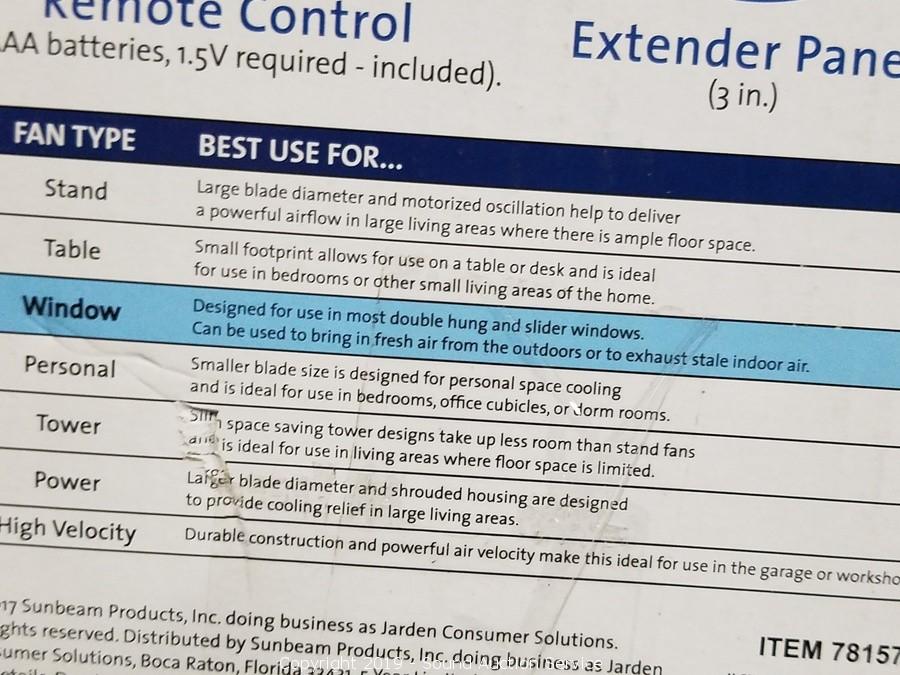 Remote Control
AA batteries, 1.5V required - included).
Extender Pane
(3 in.)
FAN TYPE BEST USE FOR...
Stand Large blade diameter and motorized oscillation help to deliver
a powerful airflow in large living areas where there is ample floor space.
Table Small footprint allows for use on a table or desk and is ideal
for use in bedrooms or other small living areas of the home.
Window Designed for use in most double hung and slider windows.
Can be used to bring in fresh air from the outdoors or to exhaust stale indoor air.
Personal Smaller blade size is designed for personal space cooling
and is ideal for use in bedrooms, office cubicles, or dorm rooms.
Tower Slim space saving tower designs take up less room than stand fans
and is ideal for use in living areas where floor space is limited.
Power Larger blade diameter and shrouded housing are designed
to provide cooling relief in large living areas.
High Velocity Durable construction and powerful air velocity make this ideal for use in the garage or worksho
17 Sunbeam Products, Inc. doing business as Jarden Consumer Solutions.
ghts reserved. Distributed by Sunbeam Products, Inc. doing business as Jarden
umer Solutions, Boca Raton, Florida 33431.
ITEM 78157
Copyright 2019 - Sound Auction Service